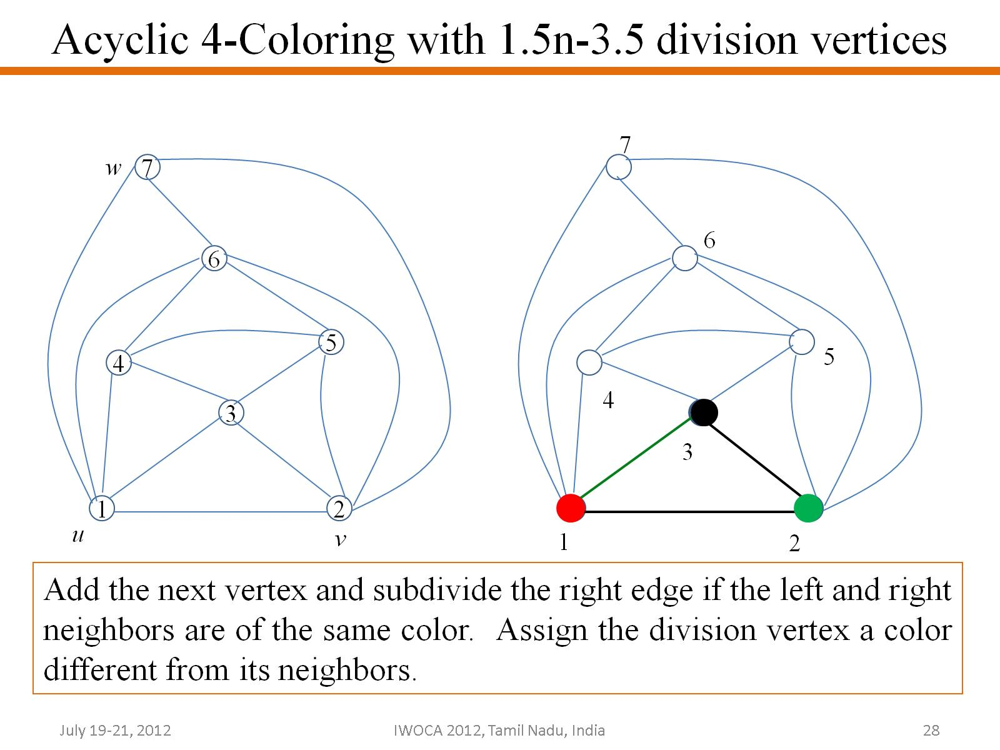 Acyclic 4-Coloring with 1.5n-3.5 division vertices
w 7
6
5
4
3
1
2
u
v
7
6
5
4
3
1
2
Add the next vertex and subdivide the right edge if the left and right
neighbors are of the same color. Assign the division vertex a color
different from its neighbors.
July 19-21, 2012
IWOCA 2012, Tamil Nadu, India
28